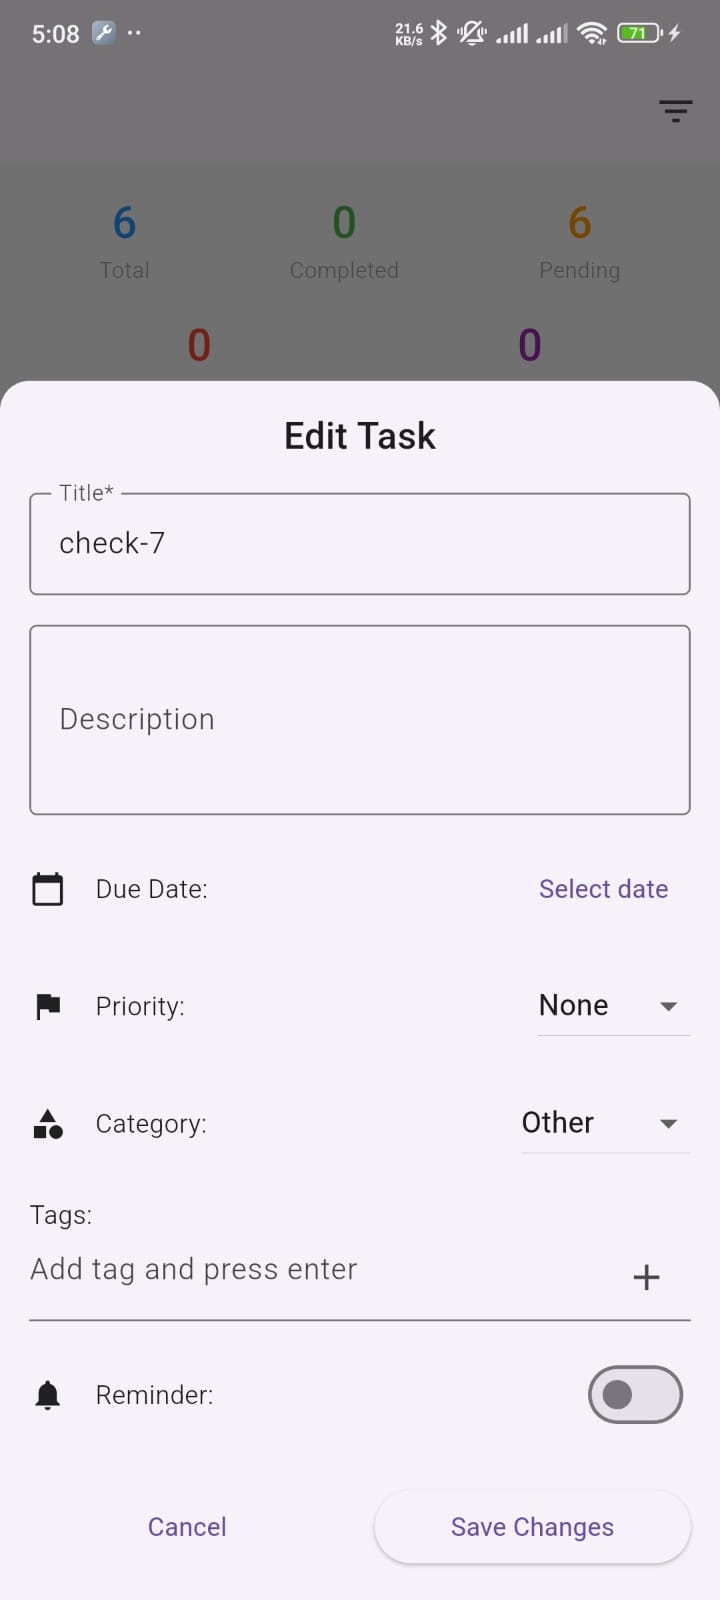 5:08 21.6 KB/s 71
6 0 6
Total Completed Pending
0 0
Edit Task
Title*
check-7
Description
Due Date: Select date
Priority: None
Category: Other
Tags:
Add tag and press enter
Reminder:
Cancel Save Changes